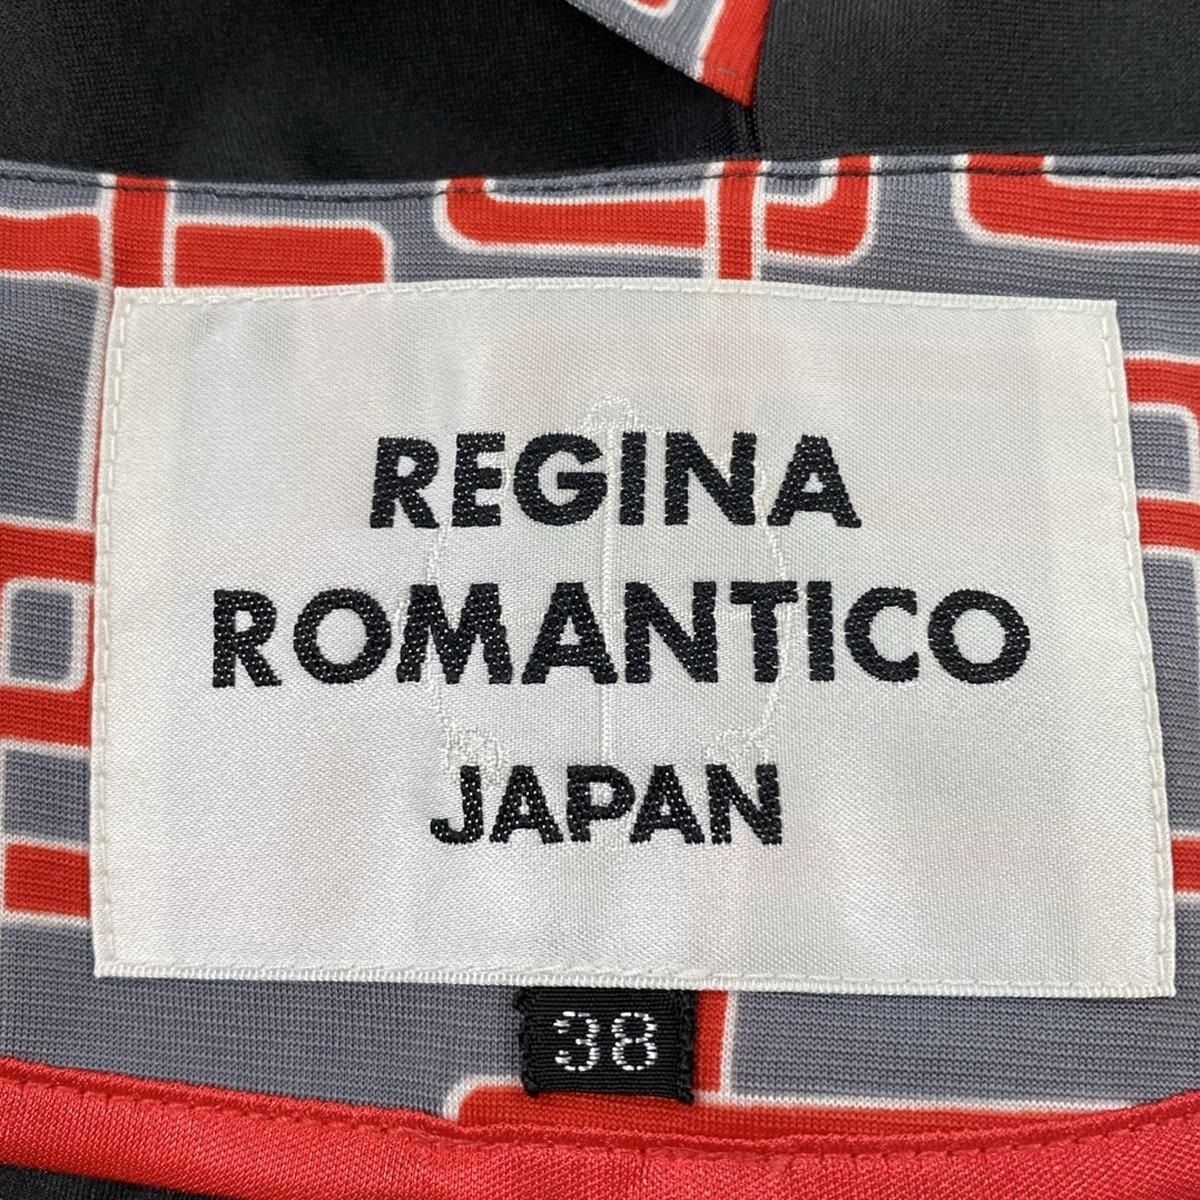 REGINA
ROMANTICO
JAPAN
38